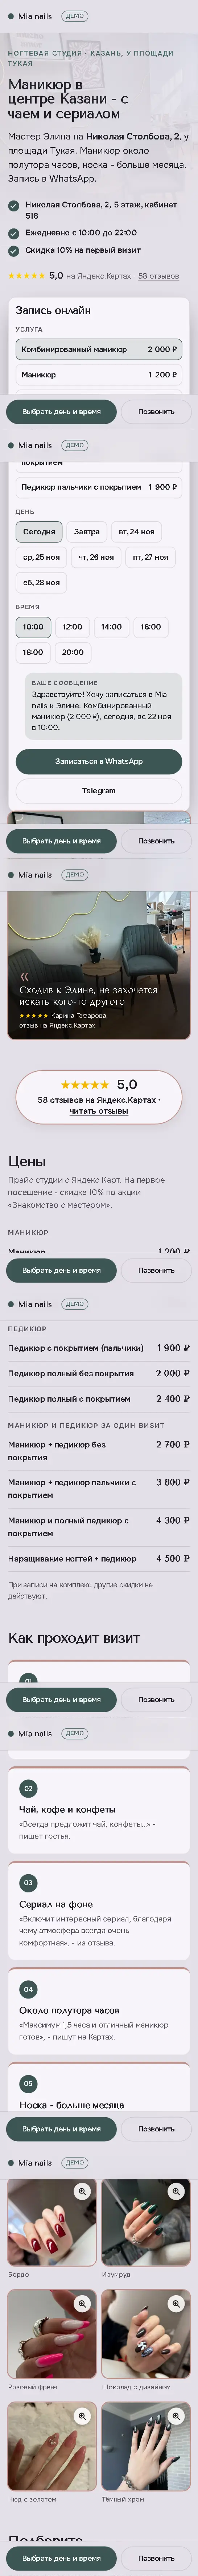 Mia nails ДЕМО
НОГТЕВАЯ СТУДИЯ · КАЗАНЬ, У ПЛОЩАДИ
ТУКАЯ
Маникюр в
центре Казани - с
чаем и сериалом
Мастер Элина на Николая Столбова, 2, у
площади Тукая. Маникюр около
полутора часов, носка - больше месяца.
Запись в WhatsApp.
Николая Столбова, 2, 5 этаж, кабинет
518
Ежедневно с 10:00 до 22:00
Скидка 10% на первый визит
★★★★★ 5,0 на Яндекс.Картах · 58 отзывов
Запись онлайн
УСЛУГА
Комбинированный маникюр 2 000 ₽
Маникюр 1 200 ₽
Выбрать день и время Позвонить
Mia nails ДЕМО
покрытием
Педикюр пальчики с покрытием 1 900 ₽
ДЕНЬ
Сегодня Завтра вт, 24 ноя
ср, 25 ноя чт, 26 ноя пт, 27 ноя
сб, 28 ноя
ВРЕМЯ
10:00 12:00 14:00 16:00
18:00 20:00
ВАШЕ СООБЩЕНИЕ
Здравствуйте! Хочу записаться в Mia
nails к Элине: Комбинированный
маникюр (2 000 ₽), сегодня, вс 22 ноя
в 10:00.
Записаться в WhatsApp
Telegram
Выбрать день и время Позвонить
Mia nails ДЕМО
«
Сходив к Элине, не захочется
искать кого-то другого
★★★★★ Карина Гафарова,
отзыв на Яндекс.Картах
★★★★★ 5,0
58 отзывов на Яндекс.Картах ·
читать отзывы
Цены
Прайс студии с Яндекс Карт. На первое
посещение - скидка 10% по акции
«Знакомство с мастером».
МАНИКЮР
Маникюр 1 200 ₽
Выбрать день и время Позвонить
Mia nails ДЕМО
ПЕДИКЮР
Педикюр с покрытием (пальчики) 1 900 ₽
Педикюр полный без покрытия 2 000 ₽
Педикюр полный с покрытием 2 400 ₽
МАНИКЮР И ПЕДИКЮР ЗА ОДИН ВИЗИТ
Маникюр + педикюр без 2 700 ₽
покрытия
Маникюр + педикюр пальчики с 3 800 ₽
покрытием
Маникюр и полный педикюр с 4 300 ₽
покрытием
Наращивание ногтей + педикюр 4 500 ₽
При записи на комплекс другие скидки не
действуют.
Как проходит визит
01
Выбрать день и время Позвонить
Mia nails ДЕМО
02
Чай, кофе и конфеты
«Всегда предложит чай, конфеты...» -
пишет гостья.
03
Сериал на фоне
«Включит интересный сериал, благодаря
чему атмосфера всегда очень
комфортная», - из отзыва.
04
Около полутора часов
«Максимум 1,5 часа и отличный маникюр
готов», - пишут на Картах.
05
Носка - больше месяца
Выбрать день и время Позвонить
Mia nails ДЕМО
Бордо Изумруд
Розовый френч Шоколад с дизайном
Нюд с золотом Тёмный хром
Подберите
Выбрать день и время Позвонить